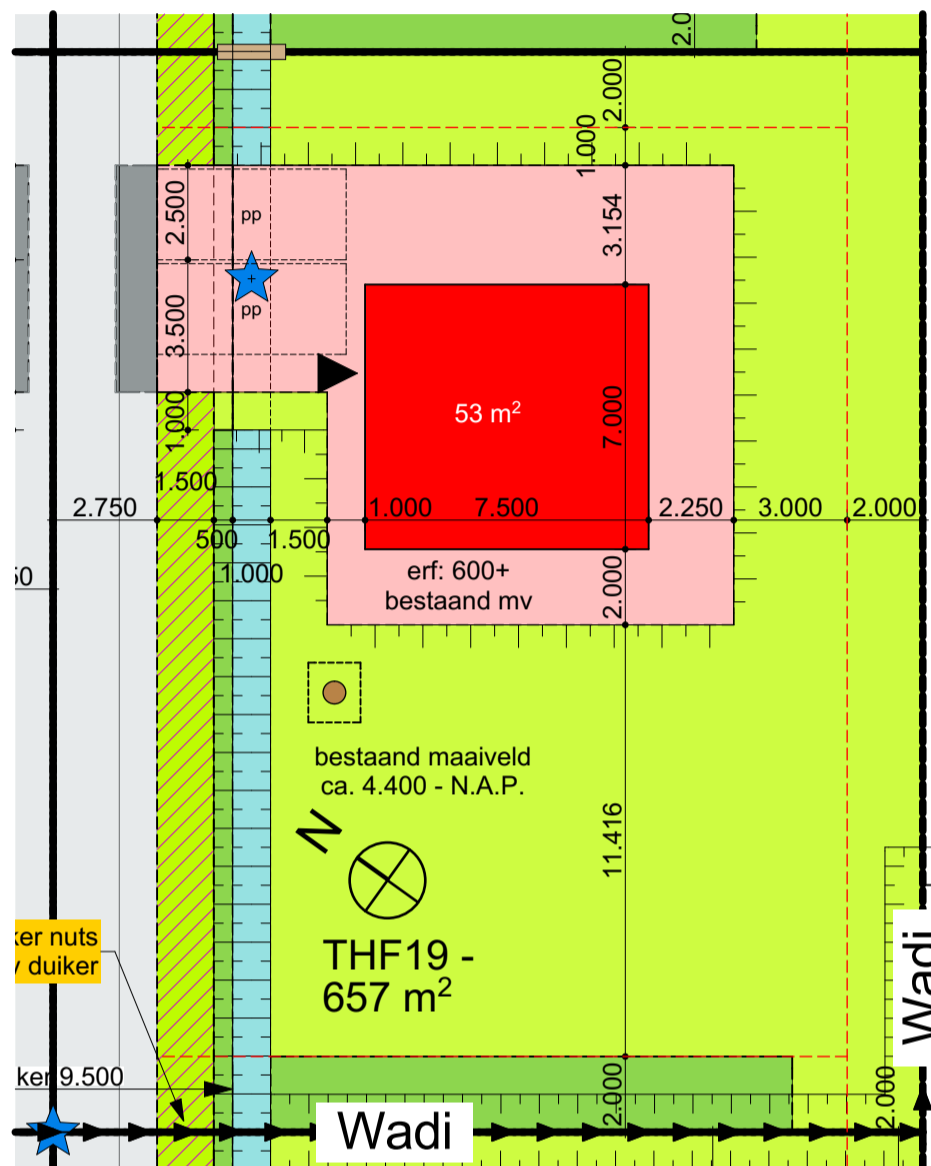 2.0
2.000
1.000
2.500
pp
3.154
pp
3.500
53 m²
7.000
1.000
1.500
2.750
1.000
7.500
2.250
3.000
2.000
500
1.500
1.000
50
erf: 600+
bestaand mv
2.000
bestaand maaiveld
ca. 4.400 - N.A.P.
11.416
N
THF19 -
657 m²
ker nuts
v duiker
Wadi
ker 9.500
2.000
2.000
Wadi